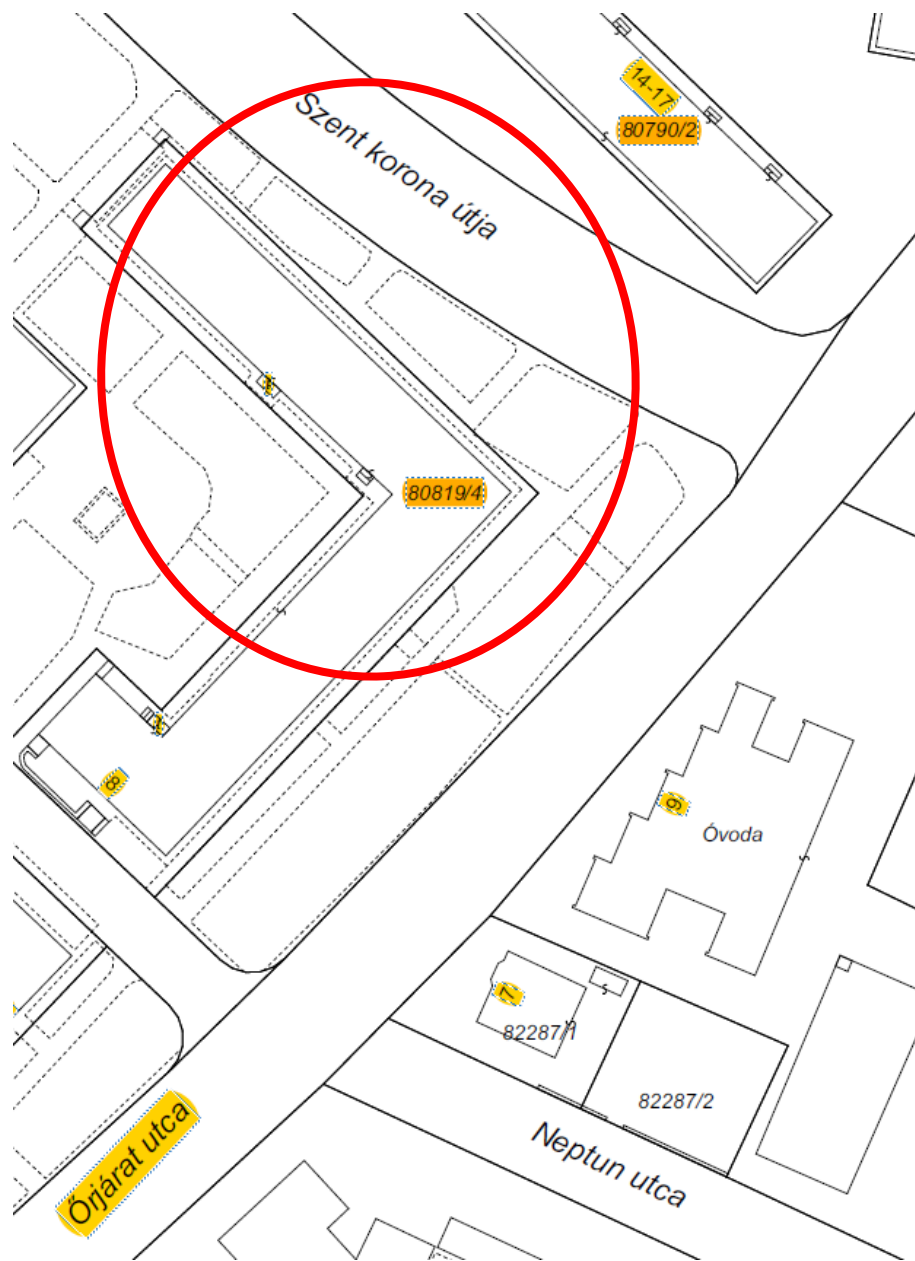 14-17
80790/2
Szent korona útja
80819/4
8
9
Óvoda
7
82287/1
82287/2
Őrjárat utca
Neptun utca